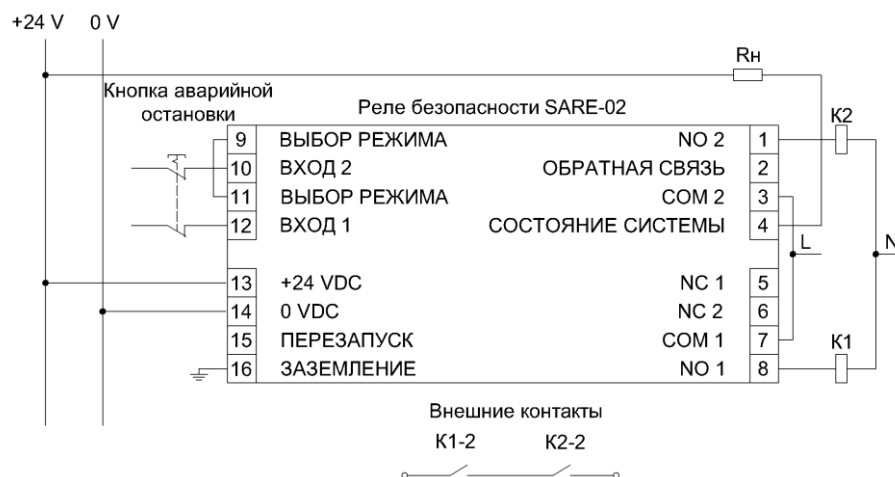 +24 V 0 V
Rн
Кнопка аварийной
остановки
Реле безопасности SARE-02
K2
9 ВЫБОР РЕЖИМА NO 2 1
10 ВХОД 2 ОБРАТНАЯ СВЯЗЬ 2
11 ВЫБОР РЕЖИМА COM 2 3
12 ВХОД 1 СОСТОЯНИЕ СИСТЕМЫ 4
L N
13 +24 VDC NC 1 5
14 0 VDC NC 2 6
15 ПЕРЕЗАПУСК COM 1 7
K1
16 ЗАЗЕМЛЕНИЕ NO 1 8
Внешние контакты
K1-2 K2-2